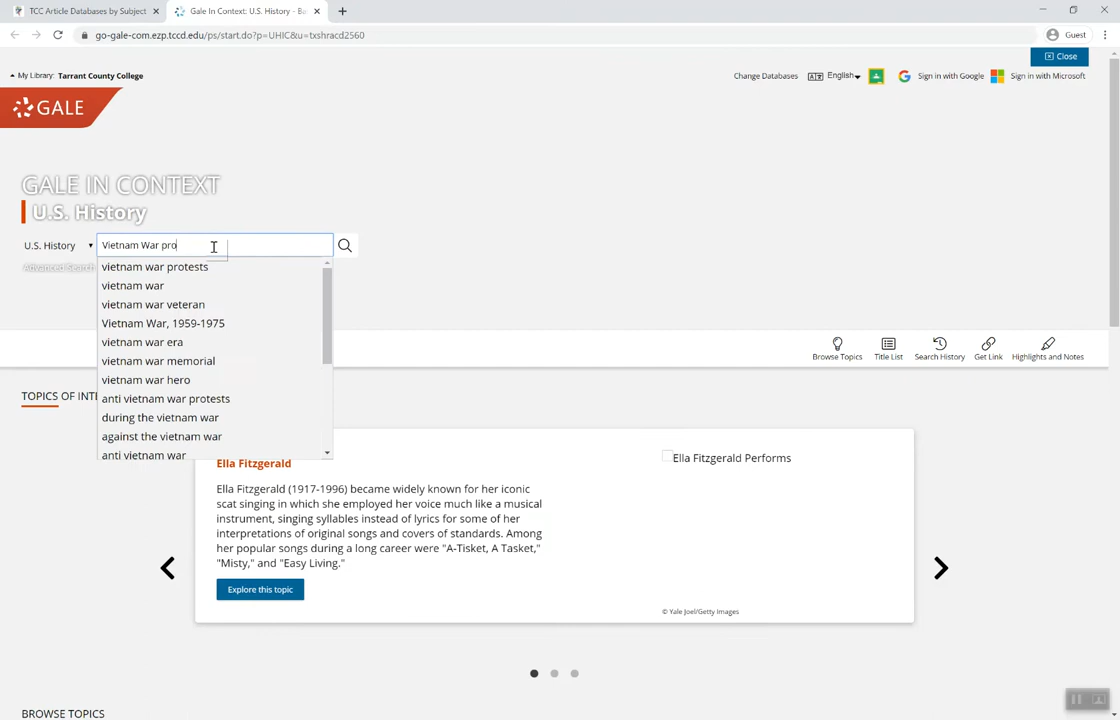 TCC Article Databases by Subject
Gale In Context: U.S. History - Ba
go-gale-com.ezp.tccd.edu/ps/start.do?p=UHIC&u=txshracd2560
Guest
Close
My Library: Tarrant County College
Change Databases
English
Sign in with Google
Sign in with Microsoft
GALE
GALE IN CONTEXT
U.S. History
U.S. History
Vietnam War pro
Advanced Search
vietnam war protests
vietnam war
vietnam war veteran
Vietnam War, 1959-1975
vietnam war era
vietnam war memorial
vietnam war hero
anti vietnam war protests
during the vietnam war
against the vietnam war
anti vietnam war
Browse Topics
Title List
Search History
Get Link
Highlights and Notes
TOPICS OF INTE
Ella Fitzgerald
Ella Fitzgerald (1917-1996) became widely known for her iconic
scat singing in which she employed her voice much like a musical
instrument, singing syllables instead of lyrics for some of her
interpretations of original songs and covers of standards. Among
her popular songs during a long career were "A-Tisket, A Tasket,"
"Misty," and "Easy Living."
Explore this topic
Ella Fitzgerald Performs
© Yale Joel/Getty Images
BROWSE TOPICS